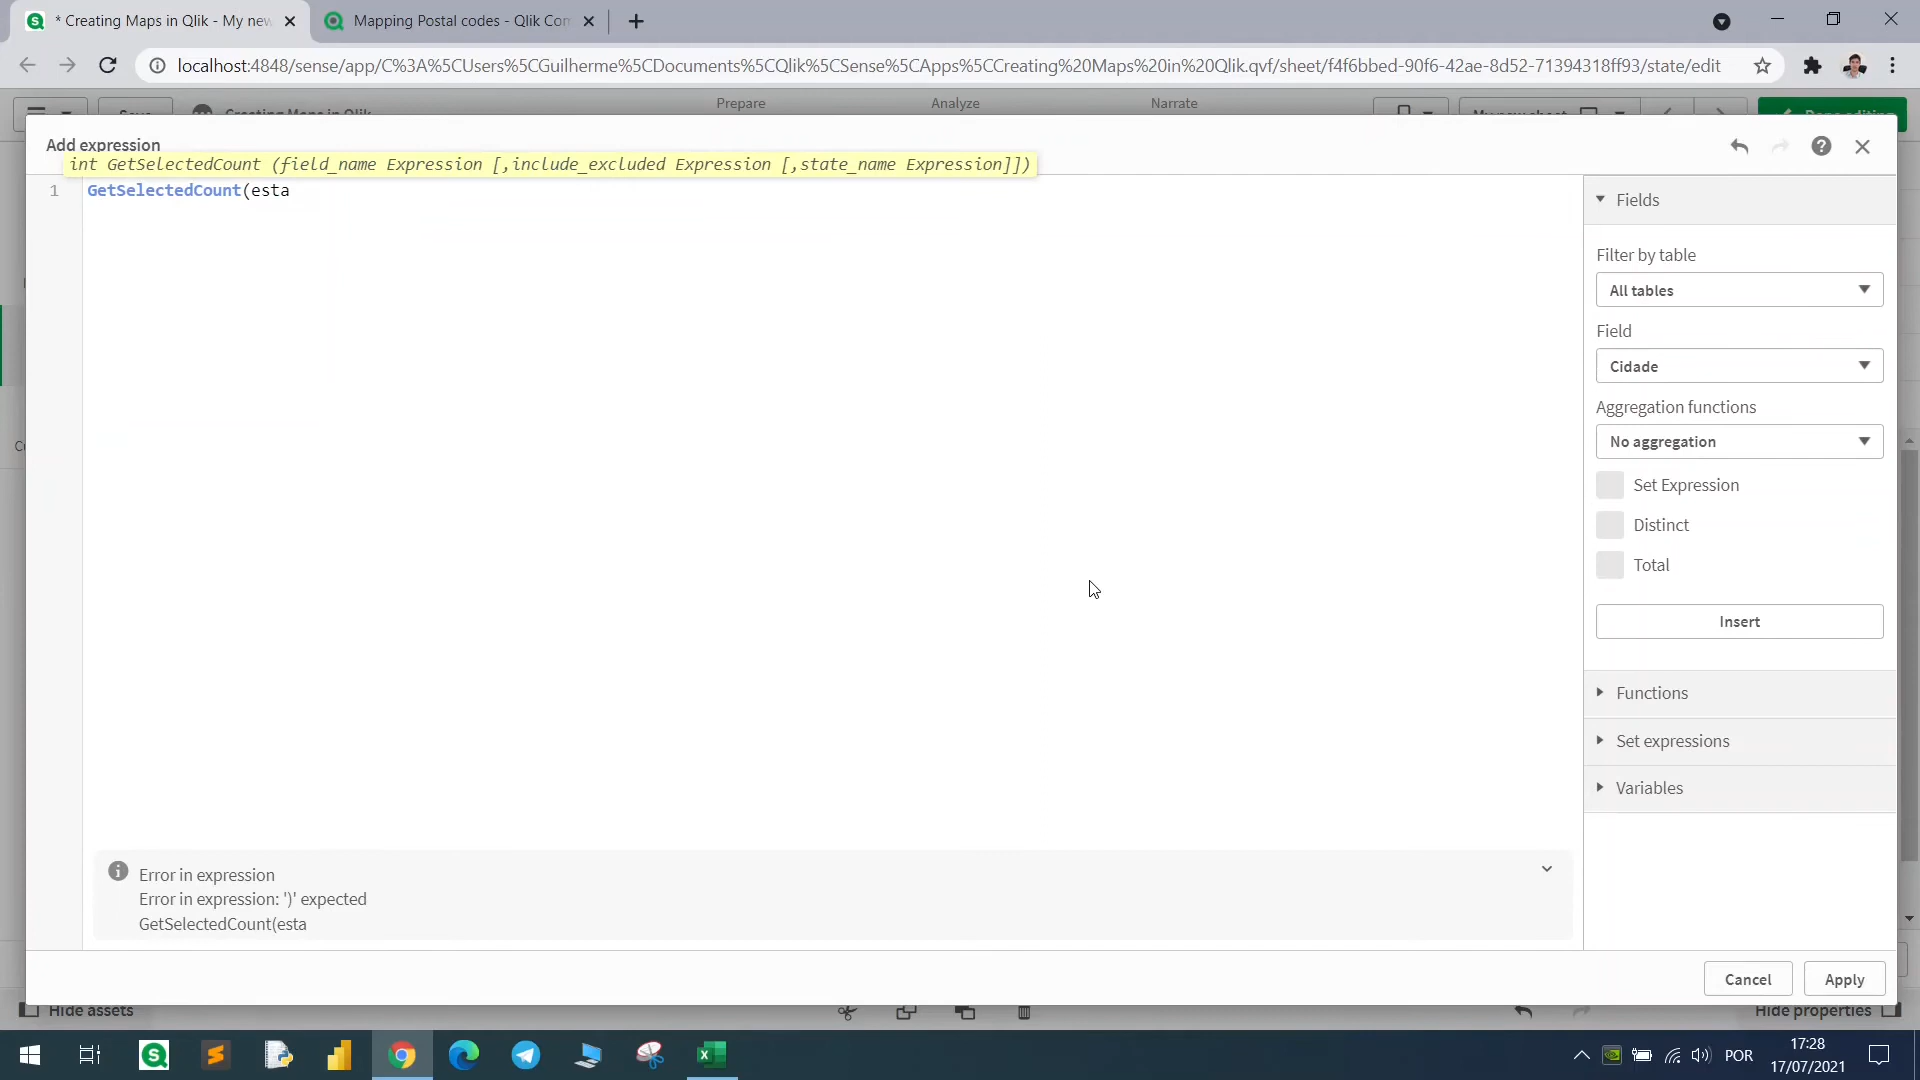 * Creating Maps in Qlik - My new
Mapping Postal codes - Qlik Com
localhost:4848/sense/app/C%3A%5CUsers%5CGuilherme%5CDocuments%5CQlik%5CSense%5CApps%5CCreating%20Maps%20in%20Qlik.qvf/sheet/f4f6bbed-90f6-42ae-8d52-71394318ff93/state/edit
Prepare
Analyze
Narrate
Add expression
int GetSelectedCount (field_name Expression [,include_excluded Expression [,state_name Expression]])
1
GetSelectedCount(esta
Fields
Filter by table
All tables
Field
Cidade
Aggregation functions
No aggregation
Set Expression
Distinct
Total
Insert
Functions
Set expressions
Variables
Error in expression
Error in expression: ')' expected
GetSelectedCount(esta
Cancel
Apply
Hide assets
Hide properties
POR
17:28
17/07/2021